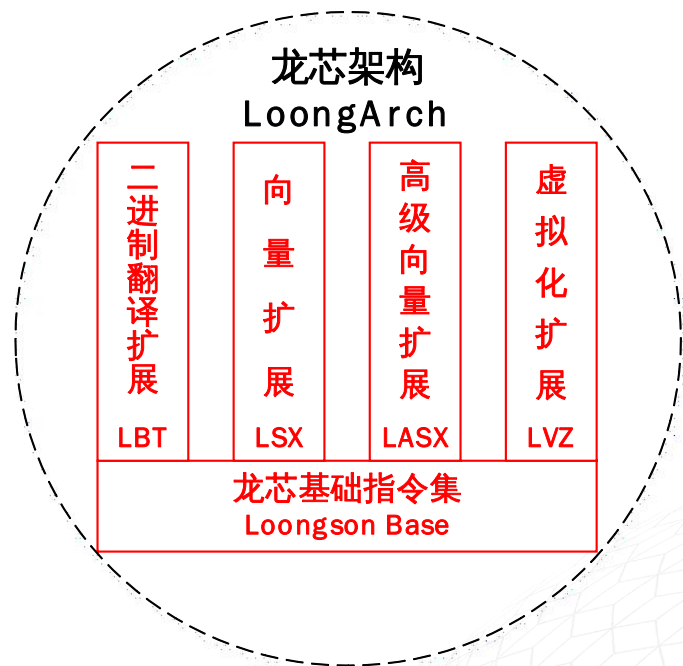 龙芯架构
LoongArch
二进制翻译扩展
LBT
向量扩展
LSX
高级向量扩展
LASX
虚拟化扩展
LVZ
龙芯基础指令集
Loongson Base